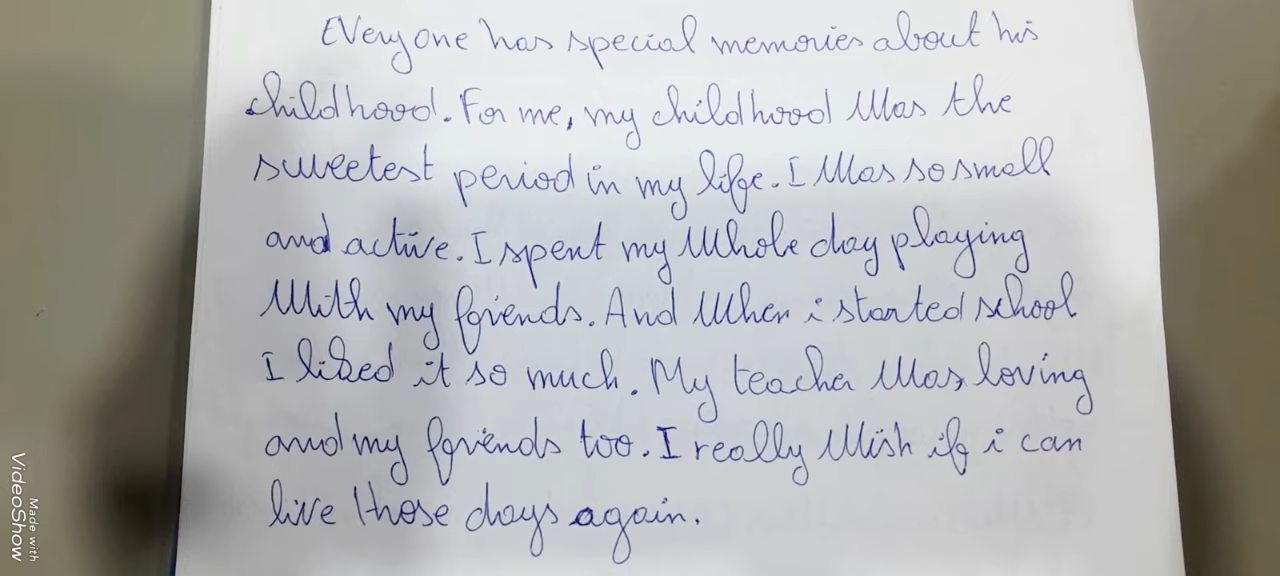 Everyone has special memories about his
childhood. For me, my childhood was the
sweetest period in my life. I was so small
and active. I spent my whole day playing
with my friends. And when i started school
I liked it so much. My teacher was loving
and my friends too. I really wish if i can
live those days again.
Made with
VideoShow